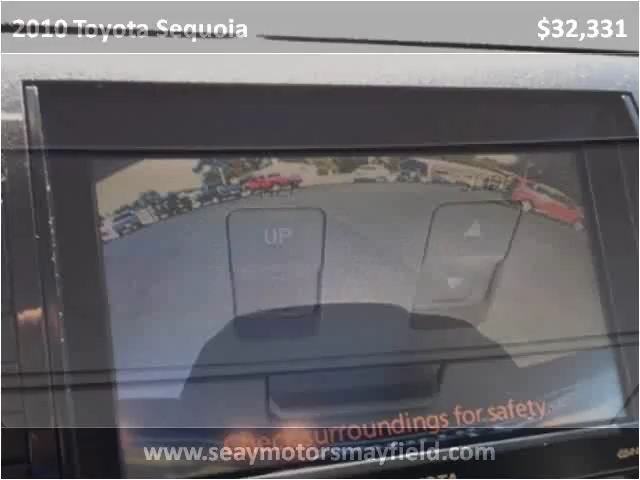 2010 Toyota Sequoia $32,331
UP
surroundings for safety.
www.seaymotorsmayfield.com